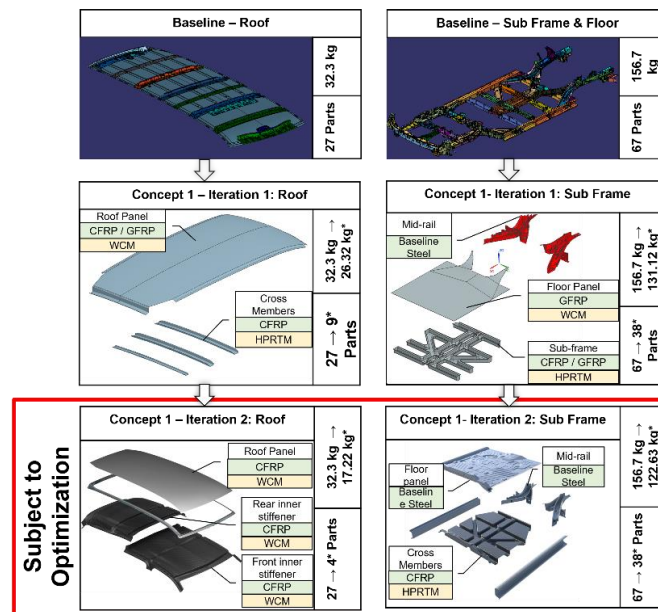 Baseline – Roof
32.3 kg
27 Parts
Baseline – Sub Frame & Floor
156.7
kg
67 Parts
Concept 1 – Iteration 1: Roof
Roof Panel
CFRP / GFRP
WCM
Cross
Members
CFRP
HPRTM
32.3 kg →
26.32 kg*
27 → 9*
Parts
Concept 1- Iteration 1: Sub Frame
Mid-rail
Baseline
Steel
Floor Panel
GFRP
WCM
Sub-frame
CFRP / GFRP
HPRTM
156.7 kg →
131.12 kg*
67 → 38*
Parts
Subject to
Optimization
Concept 1 – Iteration 2: Roof
Roof Panel
CFRP
WCM
Rear inner
stiffener
CFRP
WCM
Front inner
stiffener
CFRP
WCM
32.3 kg →
17.22 kg*
27 → 4* Parts
Concept 1- Iteration 2: Sub Frame
Floor
panel
Baselin
e Steel
Mid-rail
Baseline
Steel
Cross
Members
CFRP
HPRTM
156.7 kg →
122.63 kg*
67 → 38* Parts